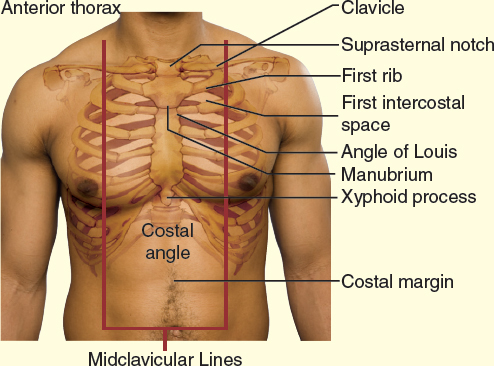 Anterior thorax
Clavicle
Suprasternal notch
First rib
First intercostal
space
Angle of Louis
Manubrium
Xyphoid process
Costal
angle
Costal margin
Midclavicular Lines